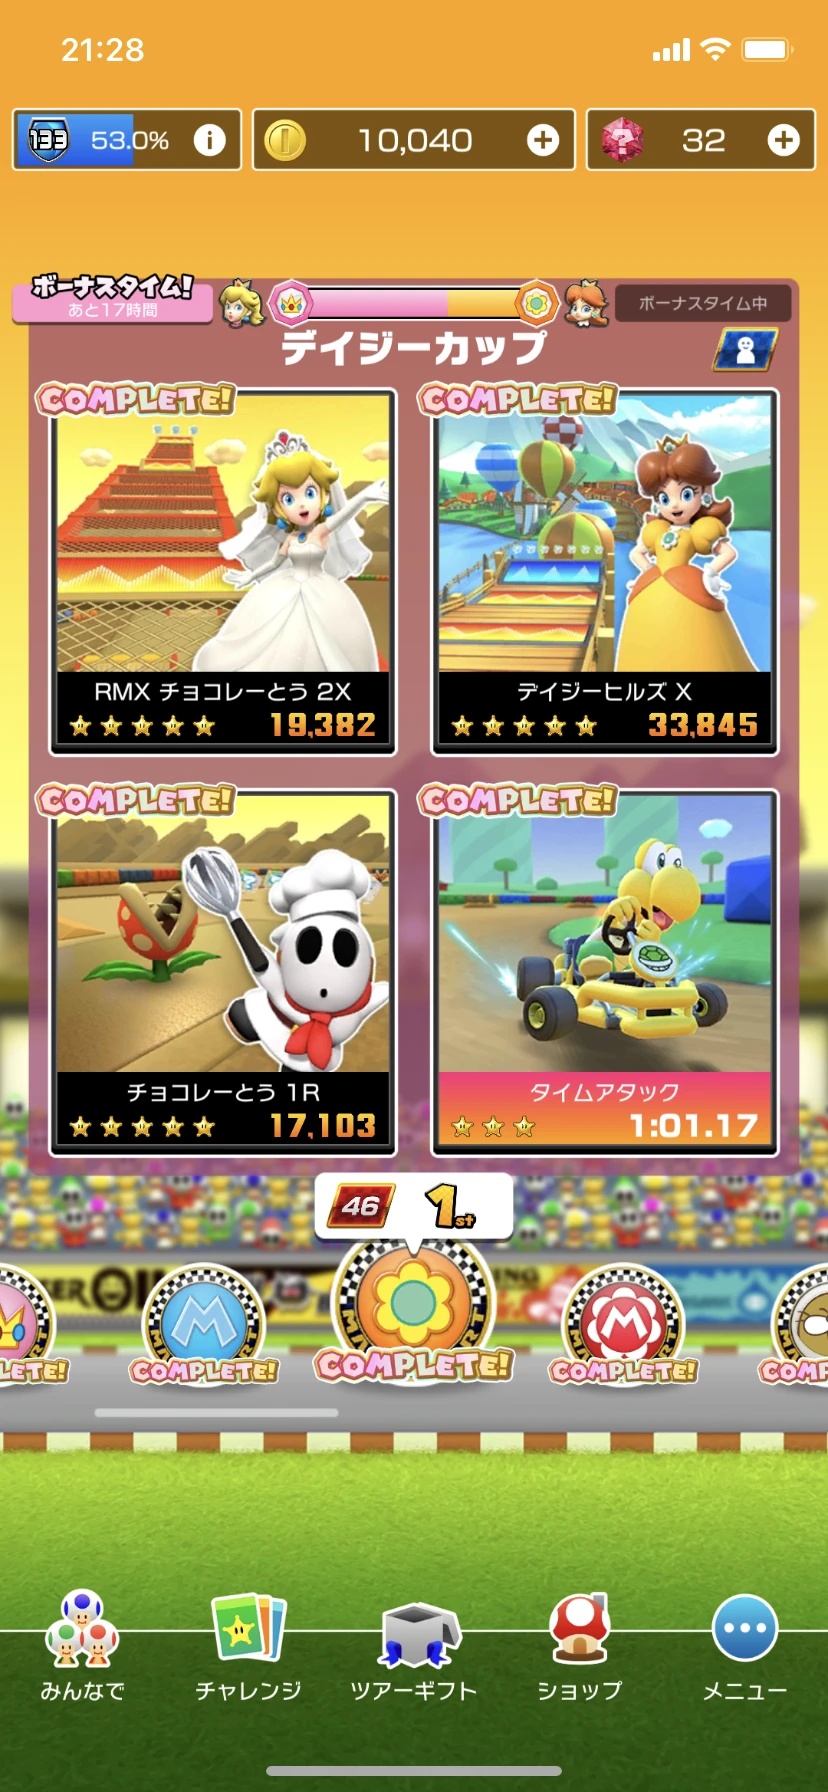 21:28
133 53.0% i 10,040 + 32 +
ボーナスタイム!
あと17時間
ボーナスタイム中
デイジーカップ
COMPLETE! COMPLETE!
RMX チョコレーとう 2X
19,382
デイジーヒルズ X
33,845
COMPLETE! COMPLETE!
チョコレーとう 1R
17,103
タイムアタック
1:01.17
46 1st
COMPLETE! COMPLETE! COMPLETE!
みんなで チャレンジ ツアーギフト ショップ メニュー